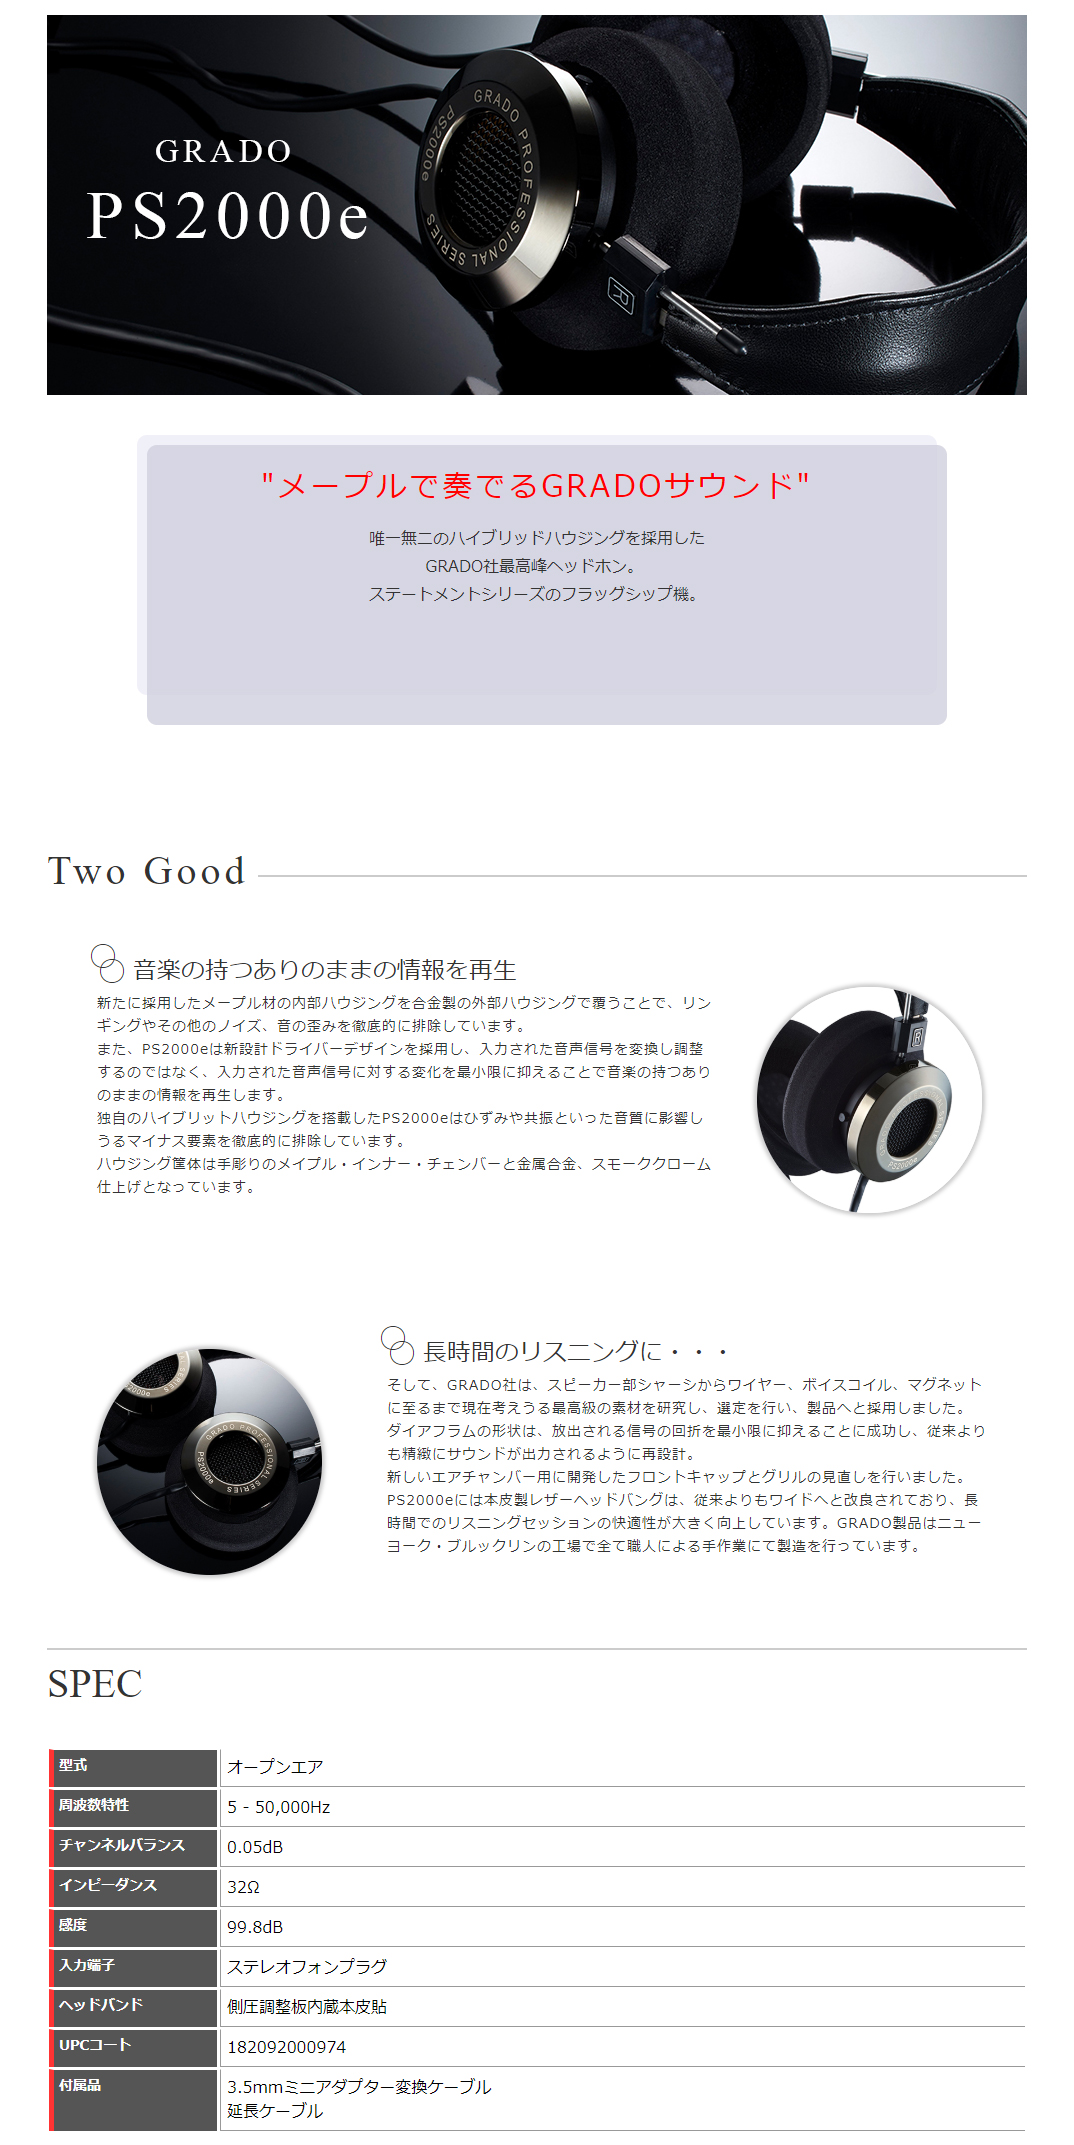 GRADO
PS2000e
GRADO PROFESSIONAL SERIES
PS2000e
R
"メープルで奏でるGRADOサウンド"
唯一無二のハイブリッドハウジングを採用した
GRADO社最高峰ヘッドホン。
ステートメントシリーズのフラッグシップ機。
Two Good
音楽の持つありのままの情報を再生
新たに採用したメープル材の内部ハウジングを合金製の外部ハウジングで覆うことで、リン
ギングやその他のノイズ、音の歪みを徹底的に排除しています。
また、PS2000eは新設計ドライバーデザインを採用し、入力された音声信号を変換し調整
するのではなく、入力された音声信号に対する変化を最小限に抑えることで音楽の持つあり
のままの情報を再生します。
独自のハイブリットハウジングを搭載したPS2000eはひずみや共振といった音質に影響し
うるマイナス要素を徹底的に排除しています。
ハウジング筐体は手彫りのメイプル・インナー・チェンバーと金属合金、スモーククローム
仕上げとなっています。
R
PS2000e
長時間のリスニングに・・・
そして、GRADO社は、スピーカー部シャーシからワイヤー、ボイスコイル、マグネット
に至るまで現在考えうる最高級の素材を研究し、選定を行い、製品へと採用しました。
ダイアフラムの形状は、放出される信号の回折を最小限に抑えることに成功し、従来より
も精緻にサウンドが出力されるように再設計。
新しいエアチャンバー用に開発したフロントキャップとグリルの見直しを行いました。
PS2000eには本皮製レザーヘッドバングは、従来よりもワイドへと改良されており、長
時間でのリスニングセッションの快適性が大きく向上しています。GRADO製品はニュー
ヨーク・ブルックリンの工場で全て職人による手作業にて製造を行っています。
GRADO PROFESSIONAL SERIES
PS2000e
SPEC
型式 オープンエア
周波数特性 5 - 50,000Hz
チャンネルバランス 0.05dB
インピーダンス 32Ω
感度 99.8dB
入力端子 ステレオフォンプラグ
ヘッドバンド 側圧調整板内蔵本皮貼
UPCコート 182092000974
付属品 3.5mmミニアダプター変換ケーブル
延長ケーブル